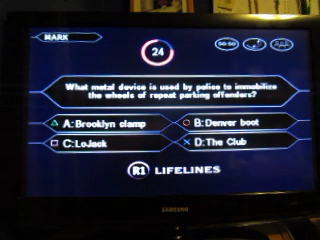 MARK
24
50:50
What metal device is used by police to immobilize
the wheels of repeat parking offenders?
A: Brooklyn clamp
B: Denver boot
C: LoJack
D: The Club
R1 LIFELINES
SAMSUNG